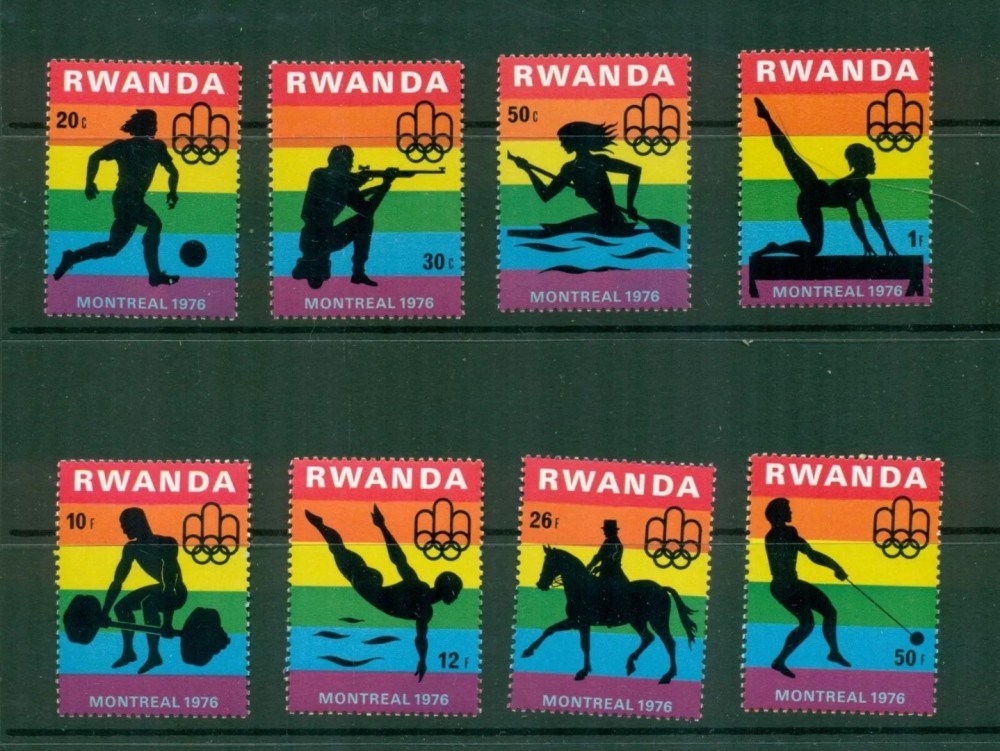 RWANDA
20c
MONTREAL 1976
RWANDA
30c
MONTREAL 1976
RWANDA
50c
MONTREAL 1976
RWANDA
1F
MONTREAL 1976
RWANDA
10F
MONTREAL 1976
RWANDA
12F
MONTREAL 1976
RWANDA
26F
MONTREAL 1976
RWANDA
50F
MONTREAL 1976